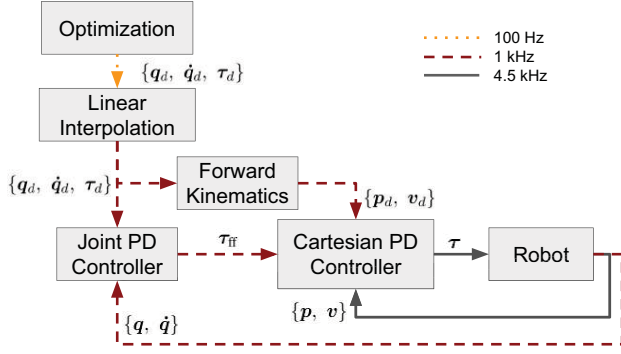 Optimization
100 Hz
1 kHz
4.5 kHz
{q_d, q̇_d, τ_d}
Linear
Interpolation
{q_d, q̇_d, τ_d}
Forward
Kinematics
{p_d, v_d}
Joint PD
Controller
τ_ff
Cartesian PD
Controller
τ
Robot
{p, v}
{q, q̇}